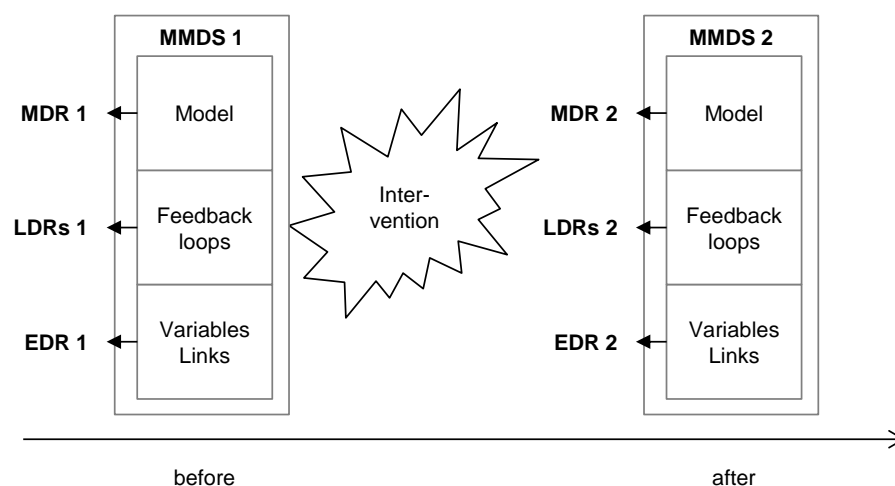 MMDS 1
MDR 1
Model
LDRs 1
Feedback
loops
EDR 1
Variables
Links
Inter-
vention
MMDS 2
MDR 2
Model
LDRs 2
Feedback
loops
EDR 2
Variables
Links
before
after